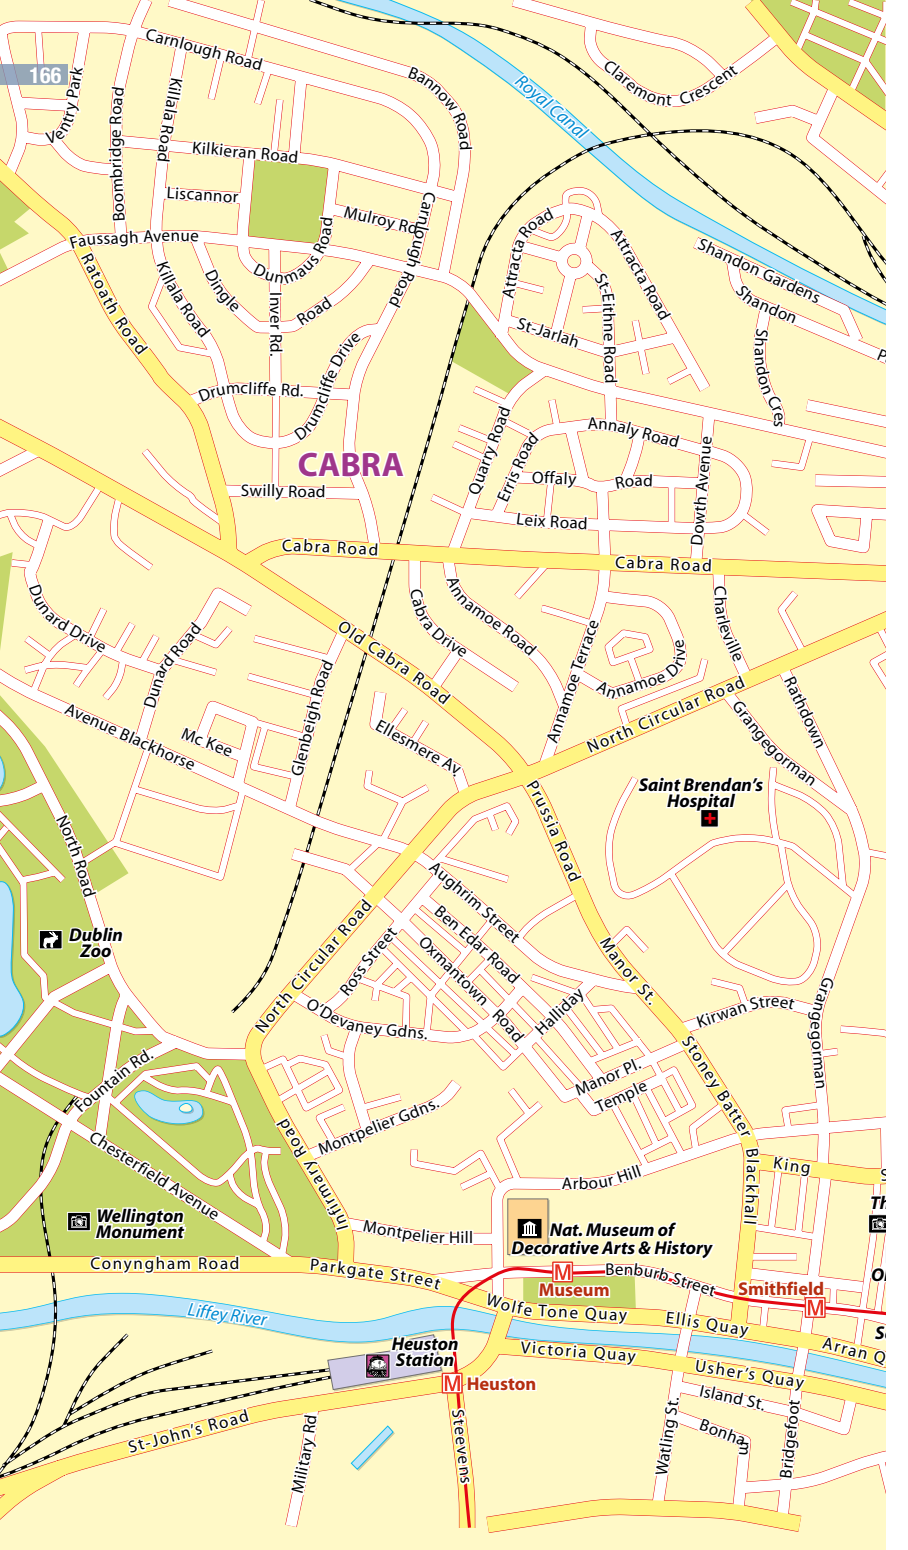 Carnlough Road
Bannow Road
Claremont Crescent
Royal Canal
166
Ventry Park
Boombridge Road
Killala Road
Kilkieran Road
Liscannor
Mulroy Ro
Carnlough Road
Faussagh Avenue
Ratoath Road
Killala Road
Dingle
Road
Dunmaus Road
Inver Rd.
Attracta Road
Attracta Road
St-Eithne Road
St-Jarlah
Shandon Gardens
Shandon
Shandon Cres
P
Drumcliffe Rd.
Drumcliffe Drive
CABRA
Swilly Road
Quarry Road
Erris Road
Annaly Road
Offaly
Road
Dowth Avenue
Leix Road
Cabra Road
Cabra Road
Dunard Drive
Dunard Road
Old Cabra Road
Cabra Drive
Annamoe Road
Annamoe Terrace
Annamoe Drive
Charleville
Rathdown
Grangegorman
North Circular Road
Avenue Blackhorse
Mc Kee
Glenbeigh Road
Ellesmere Av.
Prussia Road
Saint Brendan's
Hospital
North Road
Dublin
Zoo
North Circular Road
Aughrim Street
Ben Edar Road
Oxmantown
Road
Ross Street
O'Devaney Gdns.
Halliday
Manor St.
Kirwan Street
Grangegorman
Manor Pl.
Temple
Stoney Batter
Fountain Rd.
Chesterfield Avenue
Infirmary Road
Montpelier Gdns.
Arbour Hill
Blackhall
King
S
Wellington
Monument
Montpelier Hill
Nat. Museum of
Decorative Arts & History
Th
Conyngham Road
Parkgate Street
Benburb Street
M
Museum
Smithfield
M
O
Wolfe Tone Quay
Ellis Quay
Arran Q
S
Liffey River
Heuston
Station
Victoria Quay
Usher's Quay
M Heuston
Island St.
Bonham
Watling St.
Bridgefoot
St-John's Road
Military Rd
Steevens